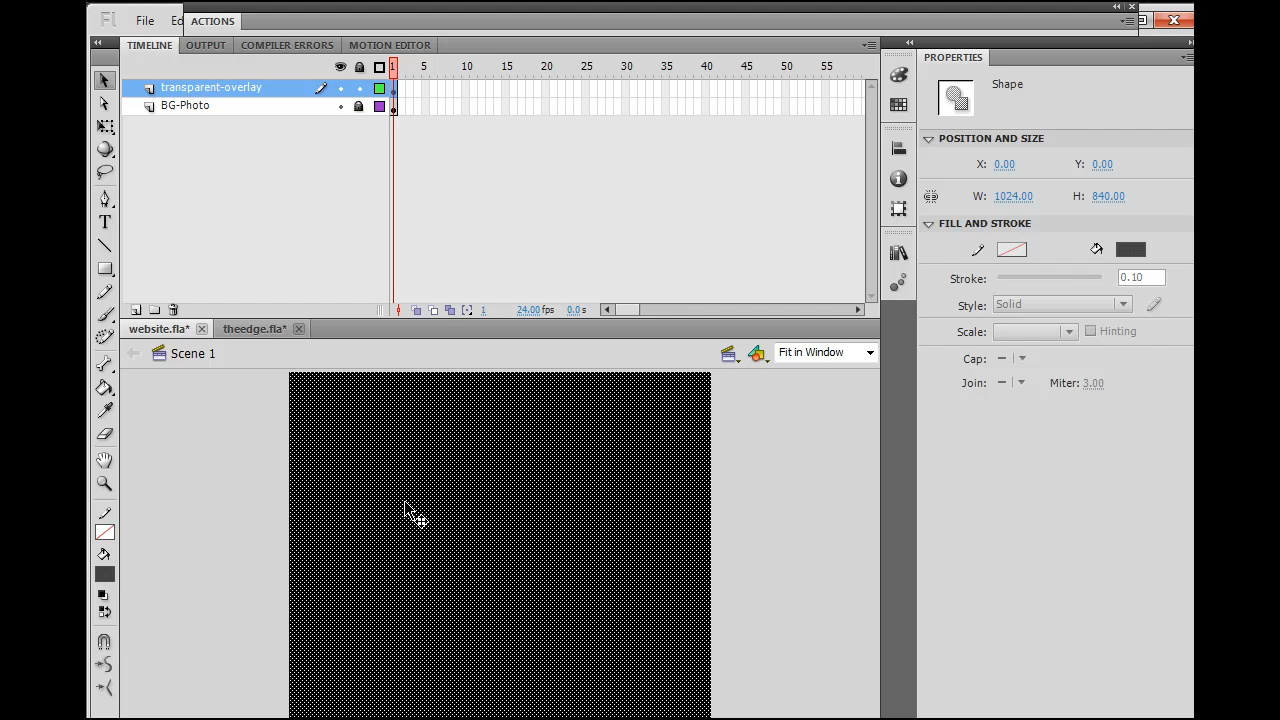 Fl File Ed ACTIONS
TIMELINE OUTPUT COMPILER ERRORS MOTION EDITOR
1 5 10 15 20 25 30 35 40 45 50 55
transparent-overlay
BG-Photo
1 24.00 fps 0.0 s
website.fla* theedge.fla*
Scene 1 Fit in Window
T
PROPERTIES
Shape
POSITION AND SIZE
X: 0.00 Y: 0.00
W: 1024.00 H: 840.00
FILL AND STROKE
Stroke: 0.10
Style: Solid
Scale: Hinting
Cap:
Join: Miter: 3.00